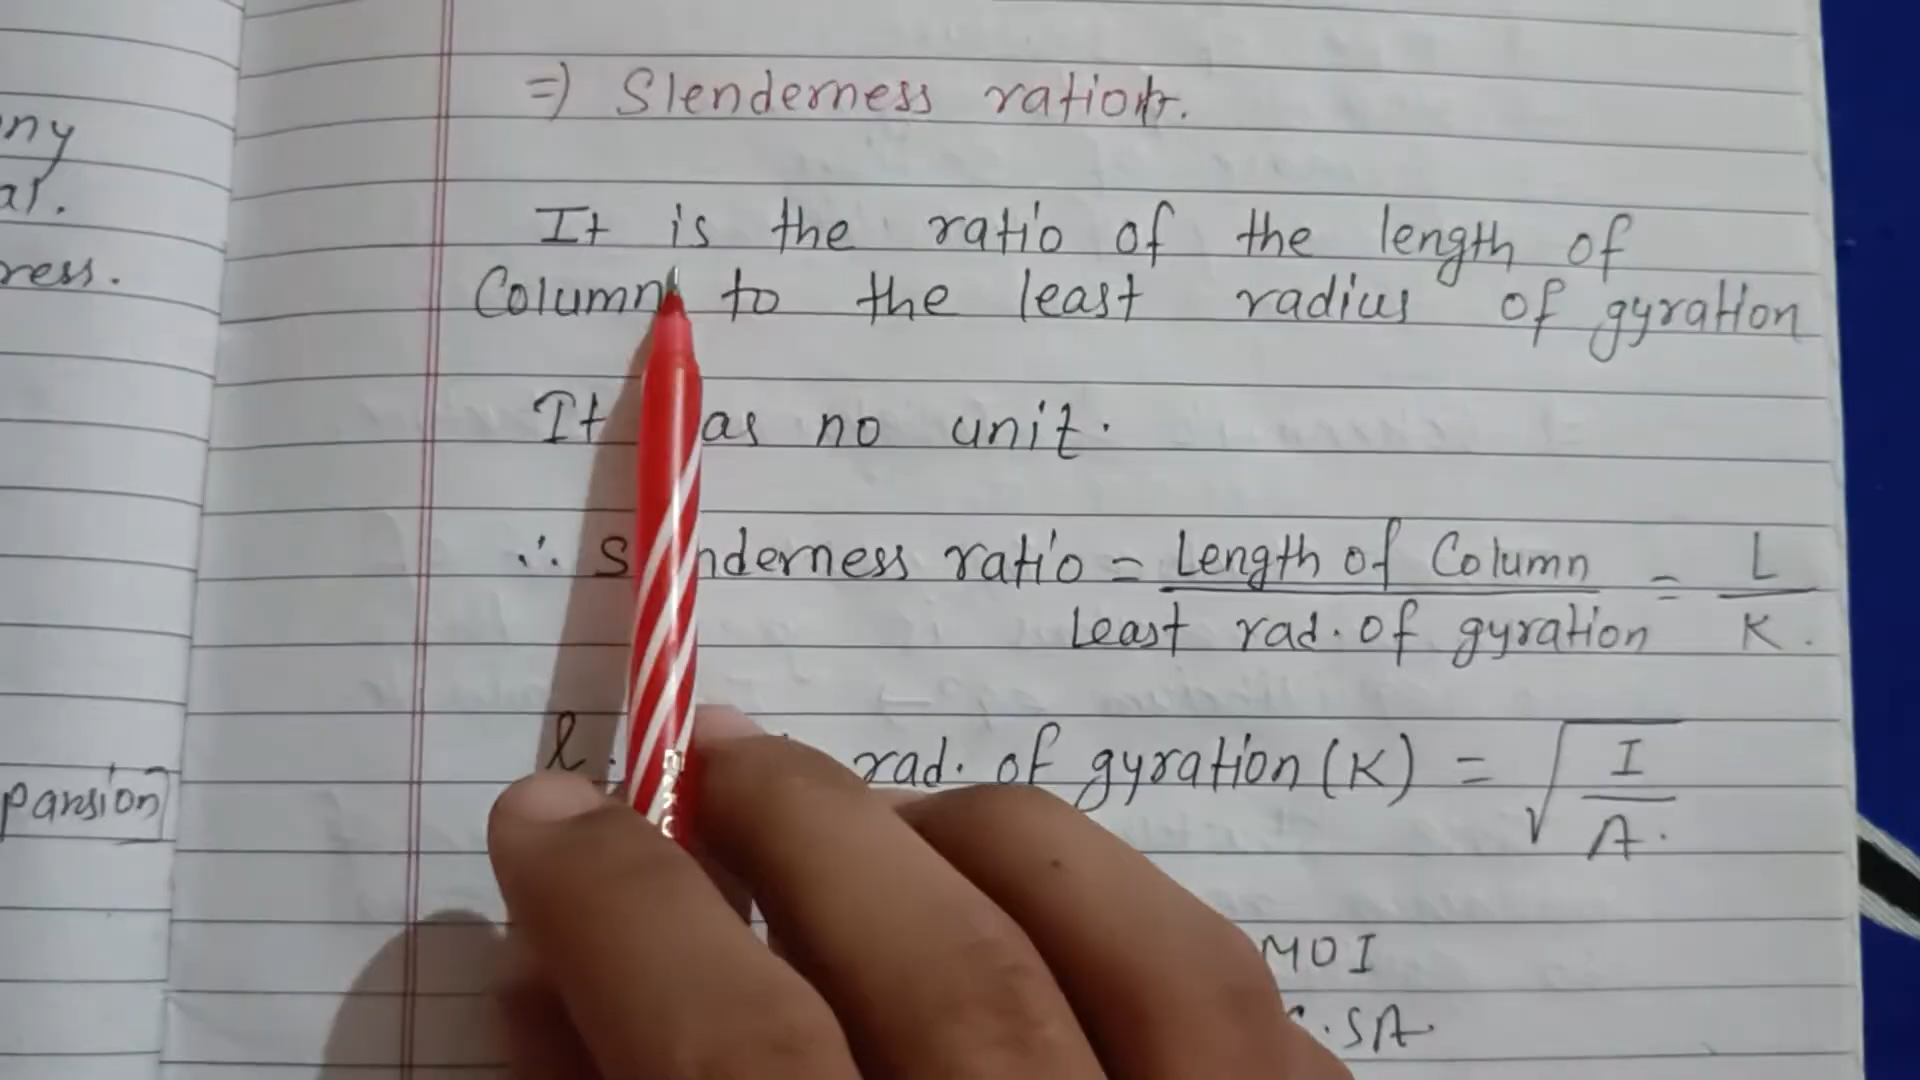 ny
al.
ress.
pansion
=) Slenderness ratio:-
It is the ratio of the length of
Column to the least radius of gyration
It as no unit.
∴ S nderness ratio = Length of Column / Least rad. of gyration = L / K.
& rad. of gyration (K) = √ I / A.
MOI
C.SA